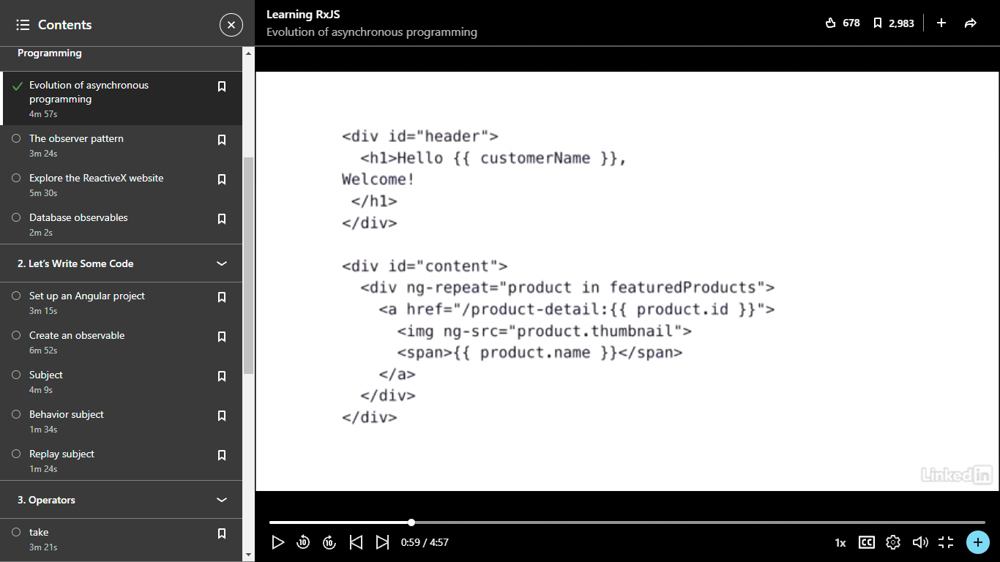 Contents
Programming
Evolution of asynchronous
programming
4m 57s
The observer pattern
3m 24s
Explore the ReactiveX website
5m 30s
Database observables
2m 2s
2. Let's Write Some Code
Set up an Angular project
3m 15s
Create an observable
6m 52s
Subject
4m 9s
Behavior subject
1m 34s
Replay subject
1m 24s
3. Operators
take
3m 21s
Learning RxJS
Evolution of asynchronous programming
678
2,983
<div id="header">
  <h1>Hello {{ customerName }},
Welcome!
 </h1>
</div>

<div id="content">
  <div ng-repeat="product in featuredProducts">
    <a href="/product-detail:{{ product.id }}">
      <img ng-src="product.thumbnail">
      <span>{{ product.name }}</span>
    </a>
  </div>
</div>
Linked in
10
10
0:59 / 4:57
1x
CC